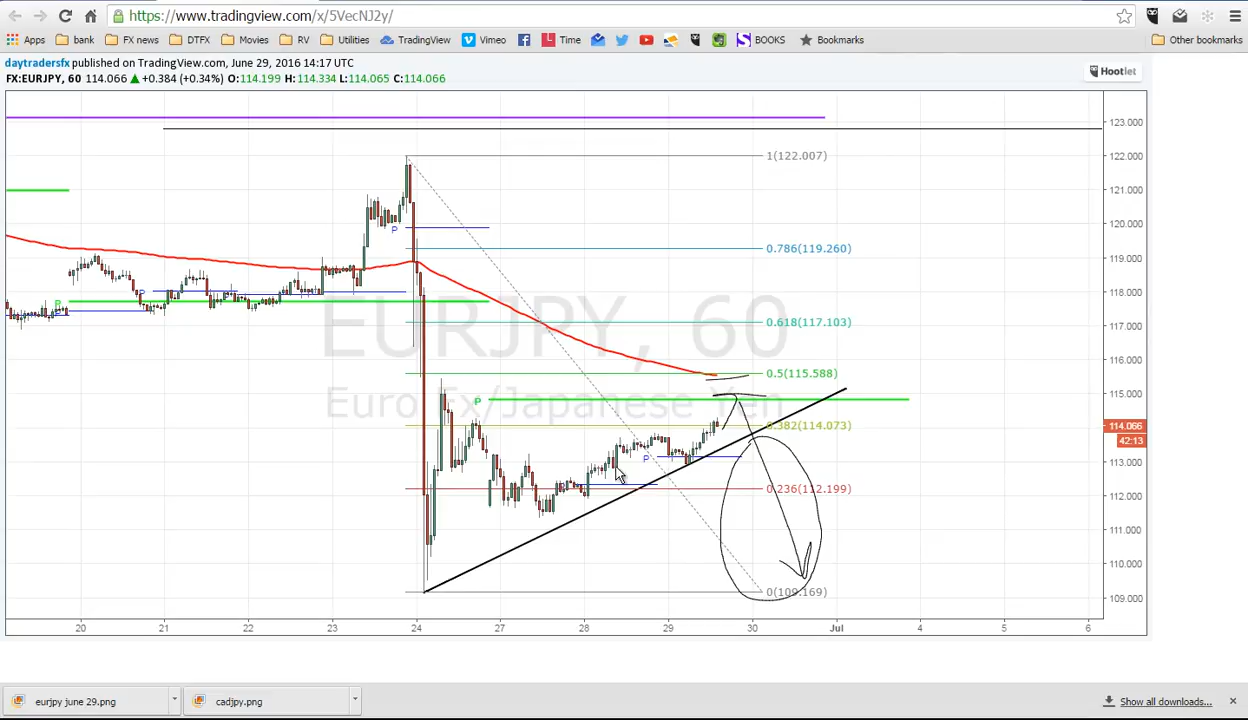 https://www.tradingview.com/x/5VecNJ2y/
Apps bank FX news DTFX Movies RV Utilities TradingView Vimeo Time BOOKS Bookmarks Other bookmarks
daytradersfx published on TradingView.com, June 29, 2016 14:17 UTC
FX:EURJPY, 60 114.066 ▲ +0.384 (+0.34%) O:114.199 H:114.334 L:114.065 C:114.066
Hootlet
123.000
1(122.007)
122.000
121.000
P
120.000
0.786(119.260)
119.000
P
118.000
P
EURJPY, 60
0.618(117.103)
117.000
116.000
0.5(115.588)
Euro Fx/Japanese Yen
115.000
P
0.382(114.073)
114.066
42:13
P
113.000
0.236(112.199)
112.000
111.000
110.000
0(109.169)
109.000
20 21 22 23 24 27 28 29 30 Jul 4 5 6
eurjpy june 29.png cadjpy.png Show all downloads...